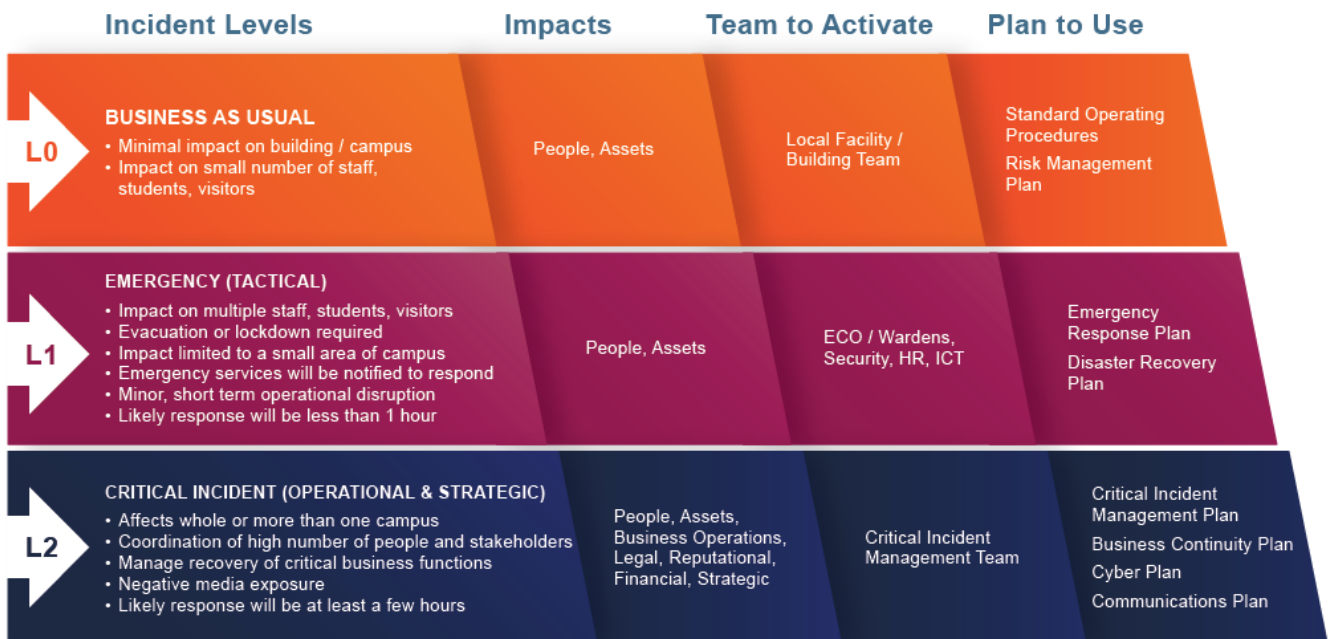 Incident Levels
Impacts
Team to Activate
Plan to Use
L0
BUSINESS AS USUAL
• Minimal impact on building / campus
• Impact on small number of staff,
students, visitors
People, Assets
Local Facility /
Building Team
Standard Operating
Procedures
Risk Management
Plan
L1
EMERGENCY (TACTICAL)
• Impact on multiple staff, students, visitors
• Evacuation or lockdown required
• Impact limited to a small area of campus
• Emergency services will be notified to respond
• Minor, short term operational disruption
• Likely response will be less than 1 hour
People, Assets
ECO / Wardens,
Security, HR, ICT
Emergency
Response Plan
Disaster Recovery
Plan
L2
CRITICAL INCIDENT (OPERATIONAL & STRATEGIC)
• Affects whole or more than one campus
• Coordination of high number of people and stakeholders
• Manage recovery of critical business functions
• Negative media exposure
• Likely response will be at least a few hours
People, Assets,
Business Operations,
Legal, Reputational,
Financial, Strategic
Critical Incident
Management Team
Critical Incident
Management Plan
Business Continuity Plan
Cyber Plan
Communications Plan